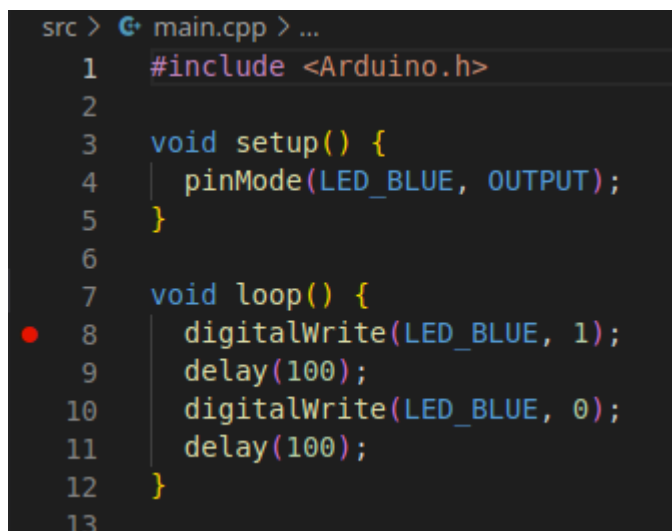 src > main.cpp > ...
1 #include <Arduino.h>
2
3 void setup() {
4   pinMode(LED_BLUE, OUTPUT);
5 }
6
7 void loop() {
8   digitalWrite(LED_BLUE, 1);
9   delay(100);
10   digitalWrite(LED_BLUE, 0);
11   delay(100);
12 }
13